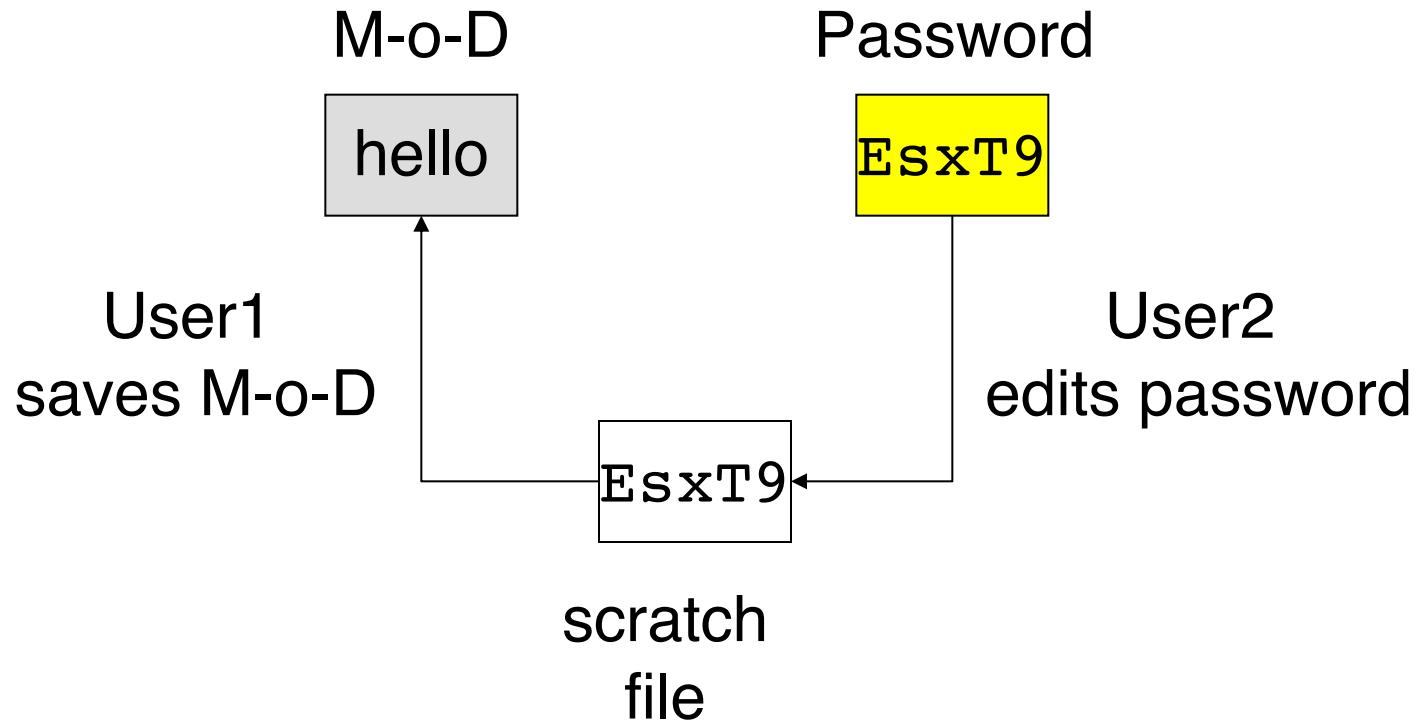 M-o-D
Password
hello
EsxT9
User1
saves M-o-D
User2
edits password
EsxT9
scratch
file